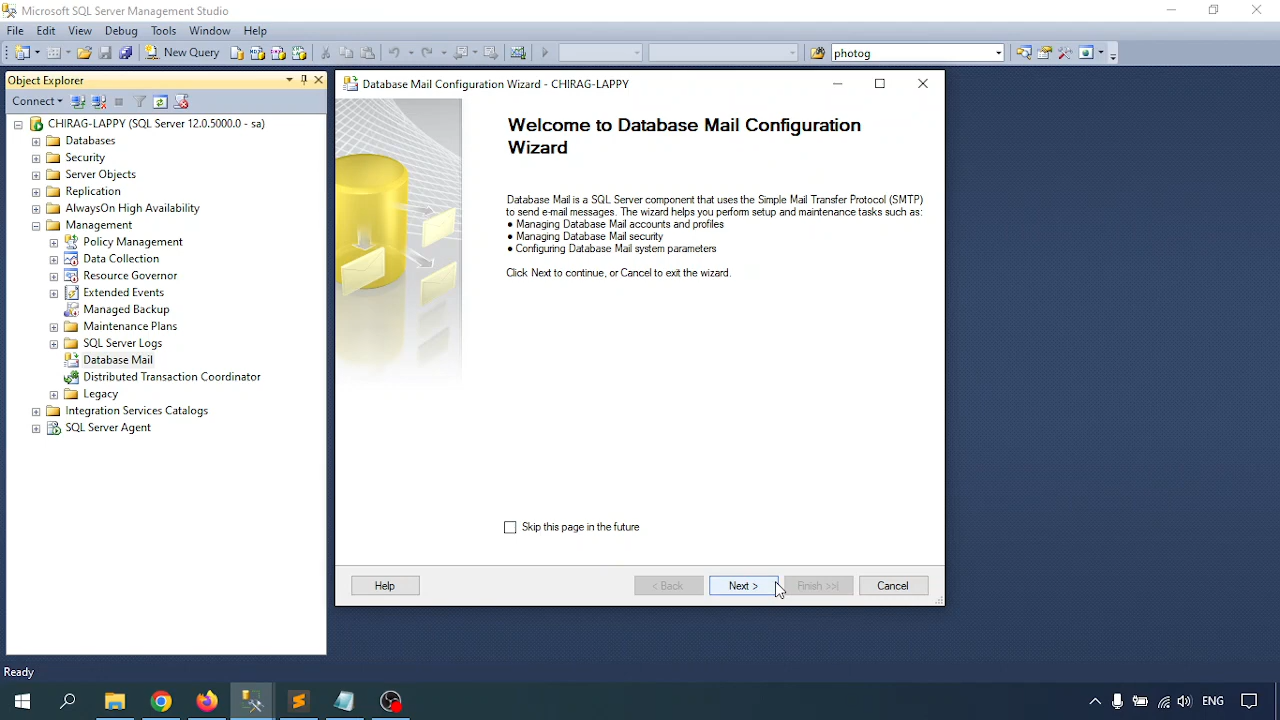 Microsoft SQL Server Management Studio
File Edit View Debug Tools Window Help
New Query photog
Object Explorer
Connect
CHIRAG-LAPPY (SQL Server 12.0.5000.0 - sa)
Databases
Security
Server Objects
Replication
AlwaysOn High Availability
Management
Policy Management
Data Collection
Resource Governor
Extended Events
Managed Backup
Maintenance Plans
SQL Server Logs
Database Mail
Distributed Transaction Coordinator
Legacy
Integration Services Catalogs
SQL Server Agent
Database Mail Configuration Wizard - CHIRAG-LAPPY
Welcome to Database Mail Configuration
Wizard
Database Mail is a SQL Server component that uses the Simple Mail Transfer Protocol (SMTP)
to send e-mail messages. The wizard helps you perform setup and maintenance tasks such as:
• Managing Database Mail accounts and profiles
• Managing Database Mail security
• Configuring Database Mail system parameters
Click Next to continue, or Cancel to exit the wizard.
Skip this page in the future
Help < Back Next > Finish >>| Cancel
Ready
ENG